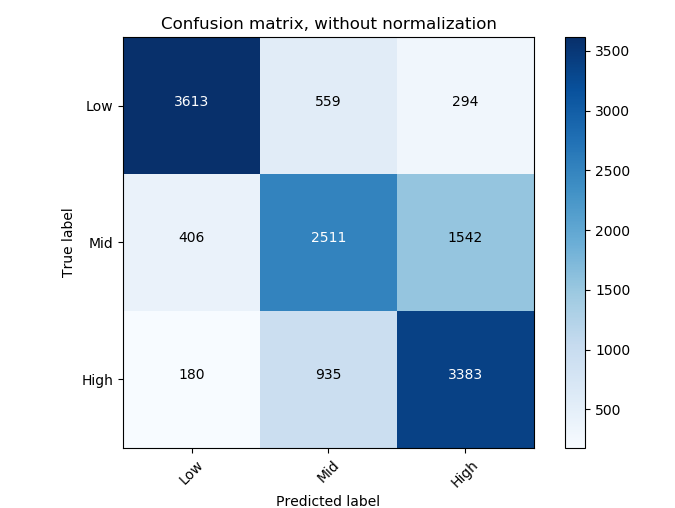 Confusion matrix, without normalization
True label
Low
3613 559 294
Mid
406 2511 1542
High
180 935 3383
Low Mid High
Predicted label
3500
3000
2500
2000
1500
1000
500